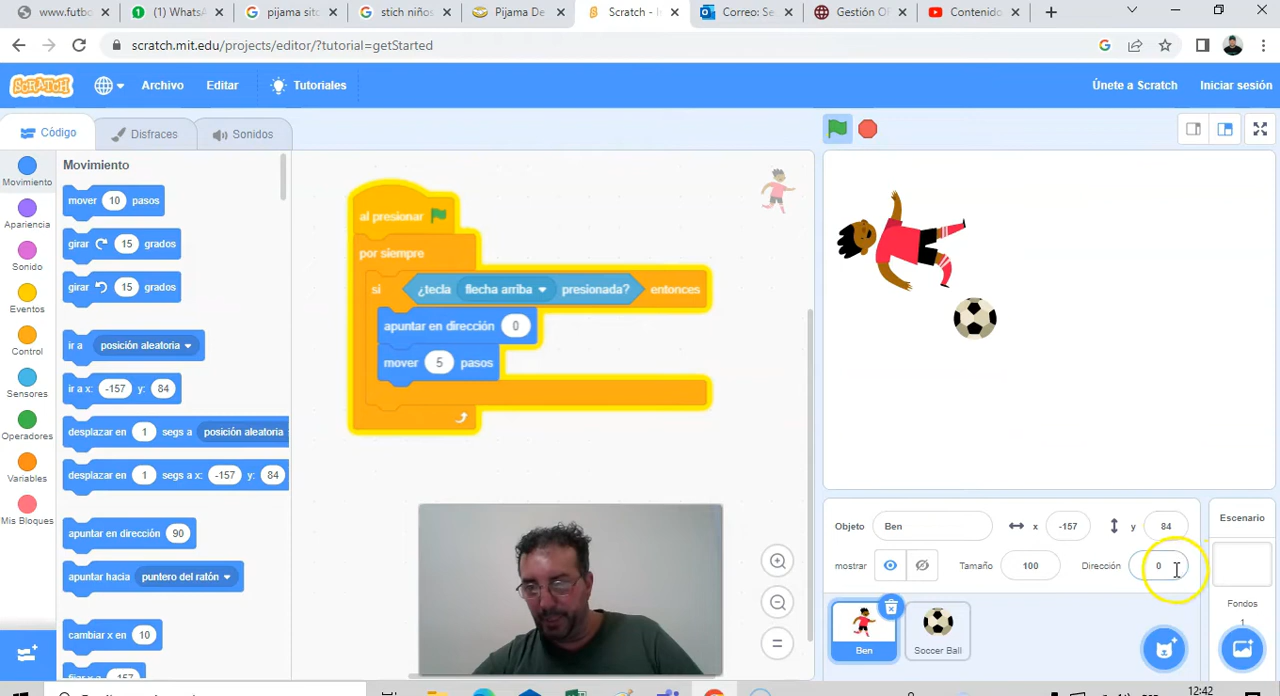 www.futbo
(1) WhatsA
pijama sitc
stich niños
Pijama De
Scratch - I
Correo: Se
Gestión OF
Contenido
scratch.mit.edu/projects/editor/?tutorial=getStarted
SCRATCH
Archivo
Editar
Tutoriales
Únete a Scratch
Iniciar sesión
Código
Disfraces
Sonidos
Movimiento
Apariencia
Sonido
Eventos
Control
Sensores
Operadores
Variables
Mis Bloques
Movimiento
mover 10 pasos
girar 15 grados
girar 15 grados
ir a posición aleatoria
ir a x: -157 y: 84
desplazar en 1 segs a posición aleatoria
desplazar en 1 segs a x: -157 y: 84
apuntar en dirección 90
apuntar hacia puntero del ratón
cambiar x en 10
al presionar
por siempre
si ¿tecla flecha arriba presionada? entonces
apuntar en dirección 0
mover 5 pasos
Objeto Ben x -157 y 84
mostrar Tamaño 100 Dirección 0
Ben
Soccer Ball
Escenario
Fondos
1
12:42